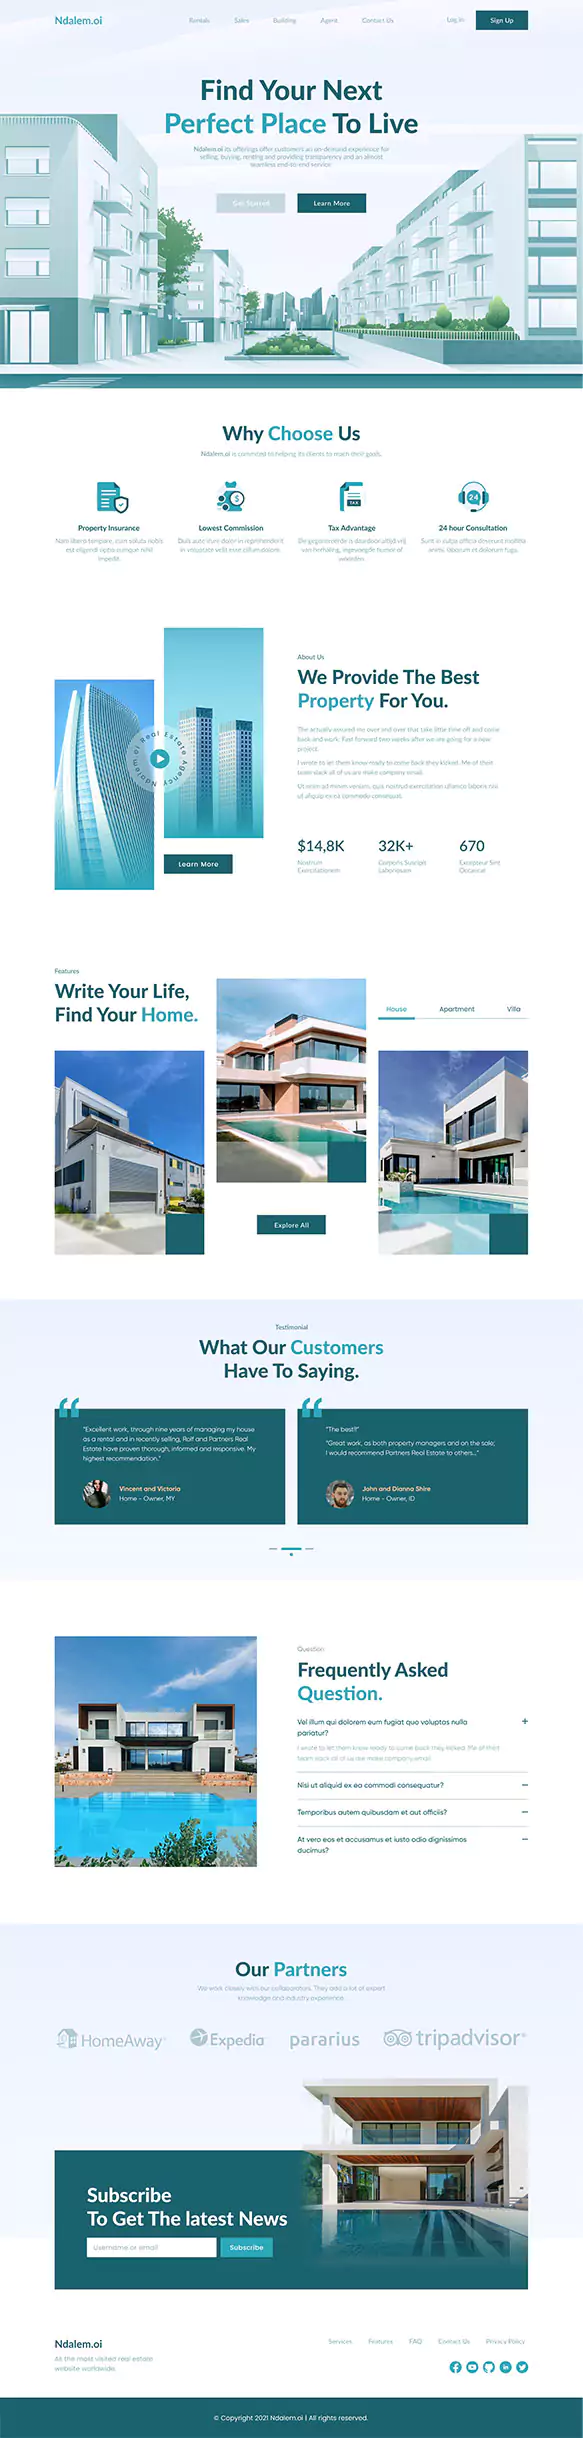 Ndalem.oi
Rentals Sales Building Agent Contact Us Log in Sign Up
Find Your Next
Perfect Place To Live
Ndalem.oi its offerings offer customers an on-demand experience for
selling, buying, renting and providing transparency and an almost
seamless end-to-end service.
Get Started Learn More
Why Choose Us
Ndalem.oi is commited to helping its clients to reach their goals.
Property Insurance
Nam libero tempore, cum soluta nobis
est eligendi optio cumque nihil
impedit.
$
Lowest Commission
Duis aute irure dolor in reprehenderit
in voluptate velit esse cillum dolore.
TAX
Tax Advantage
De gegenereerde is daardoor altijd vrij
van herhaling, ingevoegde humor of
woorden.
24
24 hour Consultation
Sunt in culpa officia deserunt mollitia
animi, laborum et dolorum fuga.
Ndalem.oi Real Estate Agency
Learn More
About Us
We Provide The Best
Property For You.
The actually assured me over and over that take little time off and come
back and work. Fast forward two weeks after we are going for a new
project.
I wrote to let them know ready to come back they kicked. Me of their
team slack all of us are make company email.
Ut enim ad minim veniam, quis nostrud exercitation ullamco laboris nisi
ut aliquip ex ea commodo consequat.
$14,8K 32K+ 670
Nostrum Corporis Suscipit Excepteur Sint
Exercitationem Laboriosam Occaecat
Features
Write Your Life,
Find Your Home.
House Apartment Villa
Explore All
Testimonial
What Our Customers
Have To Saying.
"Excellent work, through nine years of managing my house
as a rental and in recently selling, Rolf and Partners Real
Estate have proven thorough, informed and responsive. My
highest recommendation."
Vincent and Victoria
Home - Owner, MY
"The best!!"
"Great work, as both property managers and on the sale;
I would recommend Partners Real Estate to others..."
John and Dianna Shire
Home - Owner, ID
Question
Frequently Asked
Question.
Vel illum qui dolorem eum fugiat quo voluptas nulla
pariatur? +
I wrote to let them know ready to come back they kicked. Me of their
team slack all of us are make company email.
Nisi ut aliquid ex ea commodi consequatur? –
Temporibus autem quibusdam et aut officiis? –
At vero eos et accusamus et iusto odio dignissimos
ducimus? –
Our Partners
We work closely with our collaborators. They add a lot of expert
knowledge and industry experience.
HomeAway® Expedia pararius tripadvisor®
Subscribe
To Get The latest News
Username or email Subscribe
Ndalem.oi
As the most visited real estate
website worldwide.
Services Features FAQ Contact Us Privacy Policy
© Copyright 2021 Ndalem.oi | All rights reserved.